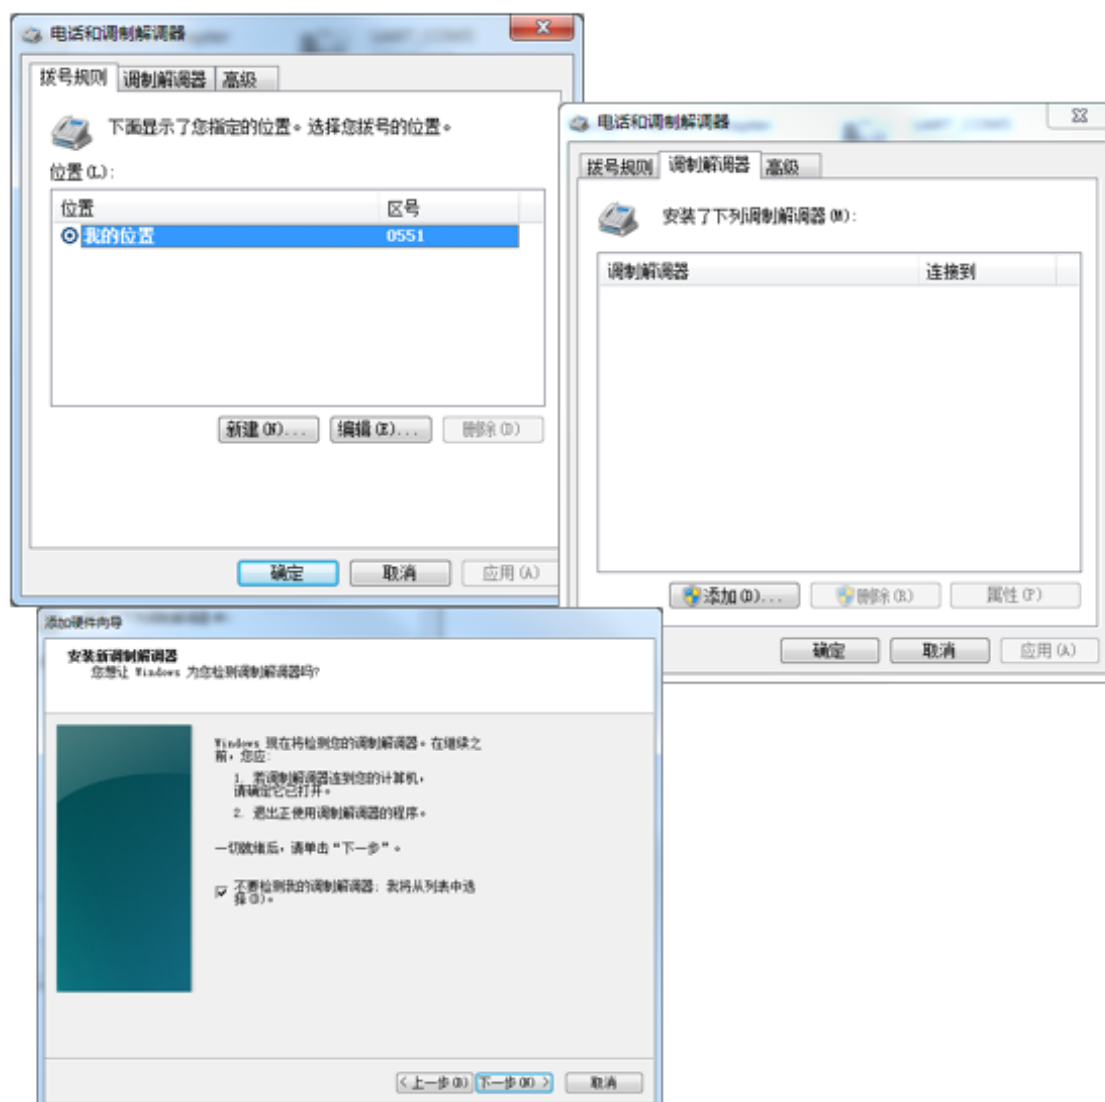 电话和调制解调器
拨号规则 调制解调器 高级
下面显示了您指定的位置。选择您拨号的位置。
位置(L):
位置 区号
我的位置 0551
新建(N)... 编辑(E)... 删除(D)
确定 取消 应用(A)
电话和调制解调器
拨号规则 调制解调器 高级
安装了下列调制解调器(M):
调制解调器 连接到
添加(D)... 删除(R) 属性(P)
确定 取消 应用(A)
添加硬件向导
安装新调制解调器
您想让 Windows 为您检测调制解调器吗?
Windows 现在将检测您的调制解调器。在继续之
前,您应:
1. 若调制解调器连到您的计算机,
请确定它已打开。
2. 退出正使用调制解调器的程序。
一切就绪后,请单击“下一步”。
不要检测我的调制解调器; 我将从列表中选
择(D)。
<上一步(B) 下一步(N) > 取消